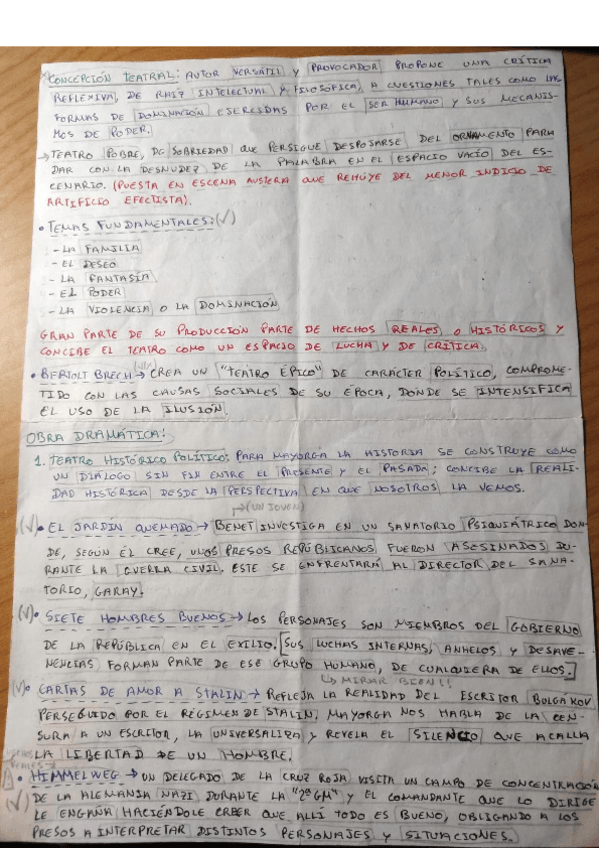 *CONCEPCIÓN TEATRAL: AUTOR VERSÁTIL Y PROVOCADOR PROPONE UNA CRÍTICA
REFLEXIVA, DE RAIZ INTELECTUAL Y FILOSÓFICA, A CUESTIONES TALES COMO LAS
FORMAS DE DOMINACIÓN EJERCIDAS POR EL SER HUMANO Y SUS MECANIS-
MOS DE PODER.
→ TEATRO POBRE, DE SOBRIEDAD QUE PERSIGUE DESPOJARSE DEL ORNAMENTO PARA
DAR CON LA DESNUDEZ DE LA PALABRA EN EL ESPACIO VACÍO DEL ES-
CENARIO. (PUESTA EN ESCENA AUSTERA QUE REHÚYE DEL MENOR INDICIO DE
ARTIFICIO EFECTISTA).
• TEMAS FUNDAMENTALES: (√)
- LA FAMILIA
- EL DESEO
- LA FANTASÍA
- EL PODER
- LA VIOLENCIA O LA DOMINACIÓN
GRAN PARTE DE SU PRODUCCIÓN PARTE DE HECHOS REALES O HISTÓRICOS Y
CONCIBE EL TEATRO COMO UN ESPACIO DE LUCHA Y DE CRÍTICA.
• BERTOLT BRECH → CREA UN "TEATRO ÉPICO" DE CARÁCTER POLÍTICO, COMPROME-
TIDO CON LAS CAUSAS SOCIALES DE SU ÉPOCA, DONDE SE INTENSIFICA
EL USO DE LA ILUSIÓN.
OBRA DRAMÁTICA:
1. TEATRO HISTÓRICO POLÍTICO: PARA MAYORGA LA HISTORIA SE CONSTRUYE COMO
UN DIÁLOGO SIN FIN ENTRE EL PRESENTE Y EL PASADO; CONCIBE LA REALI-
DAD HISTÓRICA DESDE LA PERSPECTIVA EN QUE NOSOTROS LA VEMOS.
→ (UN JOVEN)
(√) • EL JARDÍN QUEMADO → BENET INVESTIGA EN UN SANATORIO PSIQUIÁTRICO DON-
DE, SEGÚN ÉL CREE, UNOS PRESOS REPÚBLICANOS FUERON ASESINADOS DU-
RANTE LA GUERRA CIVIL. ESTE SE ENFRENTARÁ AL DIRECTOR DEL SANA-
TORIO, GARAY.
(√) • SIETE HOMBRES BUENOS → LOS PERSONAJES SON MIEMBROS DEL GOBIERNO
DE LA REPÚBLICA EN EL EXILIO. [SUS LUCHAS INTERNAS, ANHELOS Y DESAVE-
NENCIAS FORMAN PARTE DE ESE GRUPO HUMANO, DE CUALQUIERA DE ELLOS.]
↳ MIRAR BIEN!!
(√) • CARTAS DE AMOR A STALIN → REFLEJA LA REALIDAD DEL ESCRITOR BULGÁKOV
PERSEGUIDO POR EL RÉGIMEN DE STALIN. MAYORGA NOS HABLA DE LA CEN-
SURA A UN ESCRITOR, LA UNIVERSALIZA Y REVELA EL SILENCIO QUE ACALLA
LA LIBERTAD DE UN HOMBRE.
REALES →
• HIMMELWEG → UN DELEGADO DE LA CRUZ ROJA VISITA UN CAMPO DE CONCENTRACIÓN
(√) DE LA ALEMANIA NAZI DURANTE LA "2ªGM" Y EL COMANDANTE QUE LO DIRIGE
LE ENGAÑA HACIÉNDOLE CREER QUE ALLÍ TODO ES BUENO, OBLIGANDO A LOS
PRESOS A INTERPRETAR DISTINTOS PERSONAJES Y SITUACIONES.